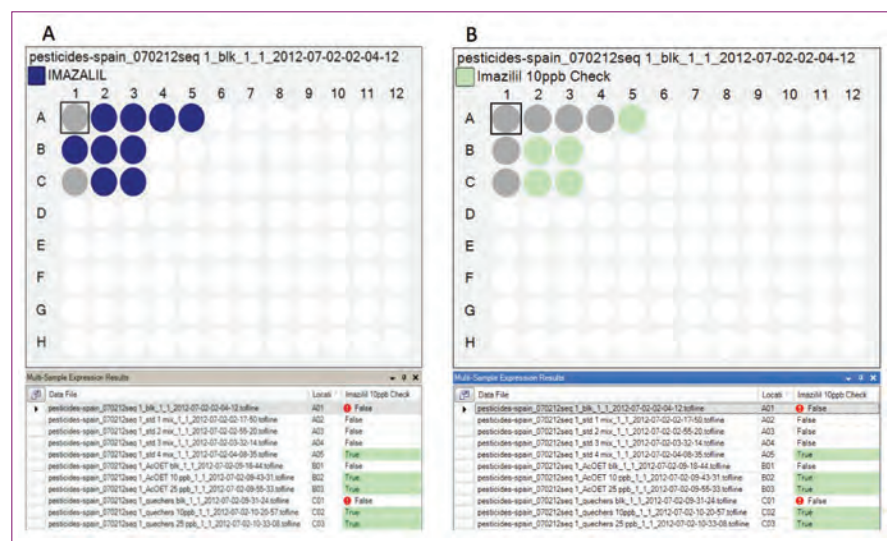 A
pesticides-spain_070212seq 1_blk_1_1_2012-07-02-02-04-12
IMAZALIL
1 2 3 4 5 6 7 8 9 10 11 12
A
B
C
D
E
F
G
H
Multi-Sample Expression Results
Data File Locati Imazilil 10ppb Check
pesticides-spain_070212seq 1_blk_1_1_2012-07-02-02-04-12.tofline A01 False
pesticides-spain_070212seq 1_std 1 mix_1_1_2012-07-02-02-17-50.tofline A02 False
pesticides-spain_070212seq 1_std 2 mix_1_1_2012-07-02-02-55-20.tofline A03 False
pesticides-spain_070212seq 1_std 3 mix_1_1_2012-07-02-03-32-14.tofline A04 False
pesticides-spain_070212seq 1_std 4 mix_1_1_2012-07-02-04-08-35.tofline A05 True
pesticides-spain_070212seq 1_AcOET blk_1_1_2012-07-02-09-18-44.tofline B01 False
pesticides-spain_070212seq 1_AcOET 10 ppb_1_1_2012-07-02-09-43-31.tofline B02 True
pesticides-spain_070212seq 1_AcOET 25 ppb_1_1_2012-07-02-09-55-33.tofline B03 True
pesticides-spain_070212seq 1_quechers blk_1_1_2012-07-02-09-31-24.tofline C01 False
pesticides-spain_070212seq 1_quechers 10ppb_1_1_2012-07-02-10-20-57.tofline C02 True
pesticides-spain_070212seq 1_quechers 25 ppb_1_1_2012-07-02-10-33-08.tofline C03 True
B
pesticides-spain_070212seq 1_blk_1_1_2012-07-02-02-04-12
Imazilil 10ppb Check
1 2 3 4 5 6 7 8 9 10 11 12
A
B
C
D
E
F
G
H
Multi-Sample Expression Results
Data File Locati Imazilil 10ppb Check
pesticides-spain_070212seq 1_blk_1_1_2012-07-02-02-04-12.tofline A01 False
pesticides-spain_070212seq 1_std 1 mix_1_1_2012-07-02-02-17-50.tofline A02 False
pesticides-spain_070212seq 1_std 2 mix_1_1_2012-07-02-02-55-20.tofline A03 False
pesticides-spain_070212seq 1_std 3 mix_1_1_2012-07-02-03-32-14.tofline A04 False
pesticides-spain_070212seq 1_std 4 mix_1_1_2012-07-02-04-08-35.tofline A05 True
pesticides-spain_070212seq 1_AcOET blk_1_1_2012-07-02-09-18-44.tofline B01 False
pesticides-spain_070212seq 1_AcOET 10 ppb_1_1_2012-07-02-09-43-31.tofline B02 True
pesticides-spain_070212seq 1_AcOET 25 ppb_1_1_2012-07-02-09-55-33.tofline B03 True
pesticides-spain_070212seq 1_quechers blk_1_1_2012-07-02-09-31-24.tofline C01 False
pesticides-spain_070212seq 1_quechers 10ppb_1_1_2012-07-02-10-20-57.tofline C02 True
pesticides-spain_070212seq 1_quechers 25 ppb_1_1_2012-07-02-10-33-08.tofline C03 True